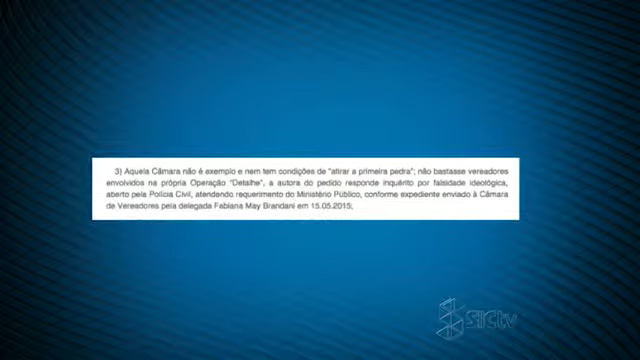 3) Aquela Câmara não é exemplo e nem tem condições de "atirar a primeira pedra"; não bastasse vereadores
envolvidos na própria Operação "Detalhe", a autora do pedido responde inquérito por falsidade ideológica,
aberto pela Polícia Civil, atendendo requerimento do Ministério Público, conforme expediente enviado à Câmara
de Vereadores pela delegada Fabiana May Brandani em 15.05.2015;
SICtv